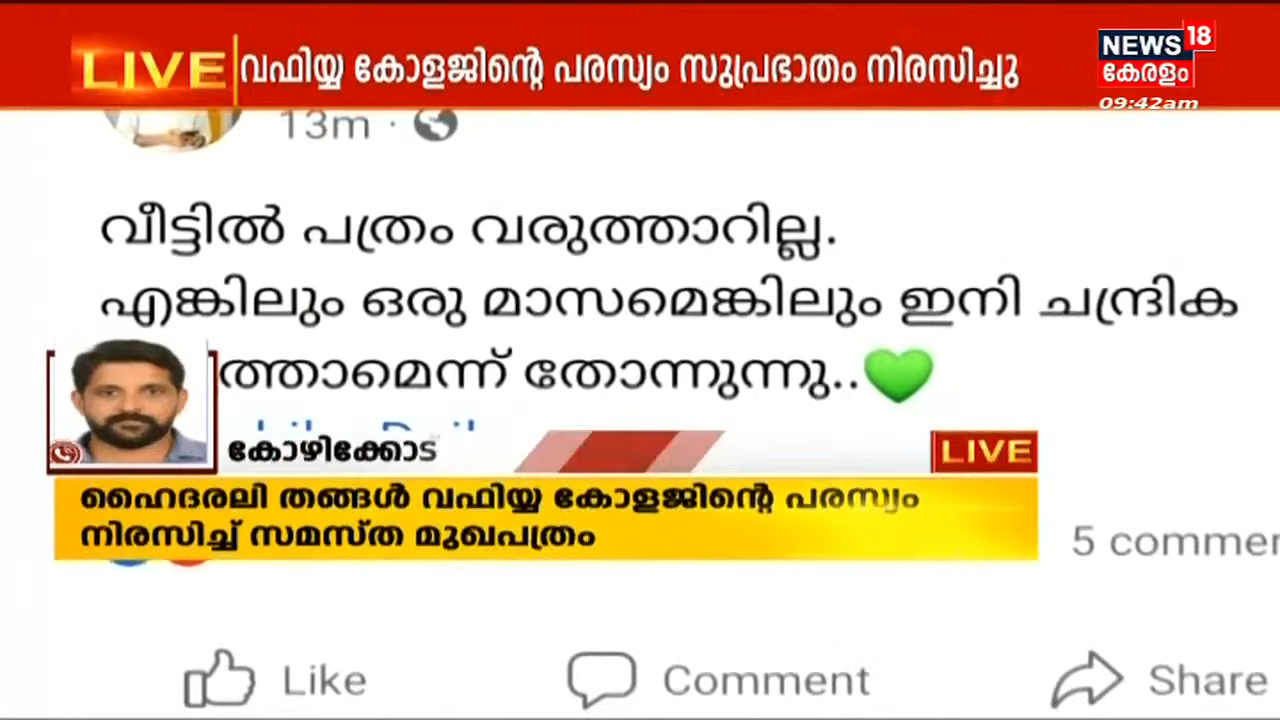 LIVE വഫിയ്യ കോളജിന്റെ പരസ്യം സുപ്രഭാതം നിരസിച്ചു
NEWS 18
കേരളം
09:42am
13m ·
വീട്ടിൽ പത്രം വരുത്താറില്ല.
എങ്കിലും ഒരു മാസമെങ്കിലും ഇനി ചന്ദ്രിക
ത്താമെന്ന് തോന്നുന്നു..💚
കോഴിക്കോട്
LIVE
ഹൈദരലി തങ്ങൾ വഫിയ്യ കോളജിന്റെ പരസ്യം
നിരസിച്ച് സമസ്ത മുഖപത്രം
5 commen
Like
Comment
Share